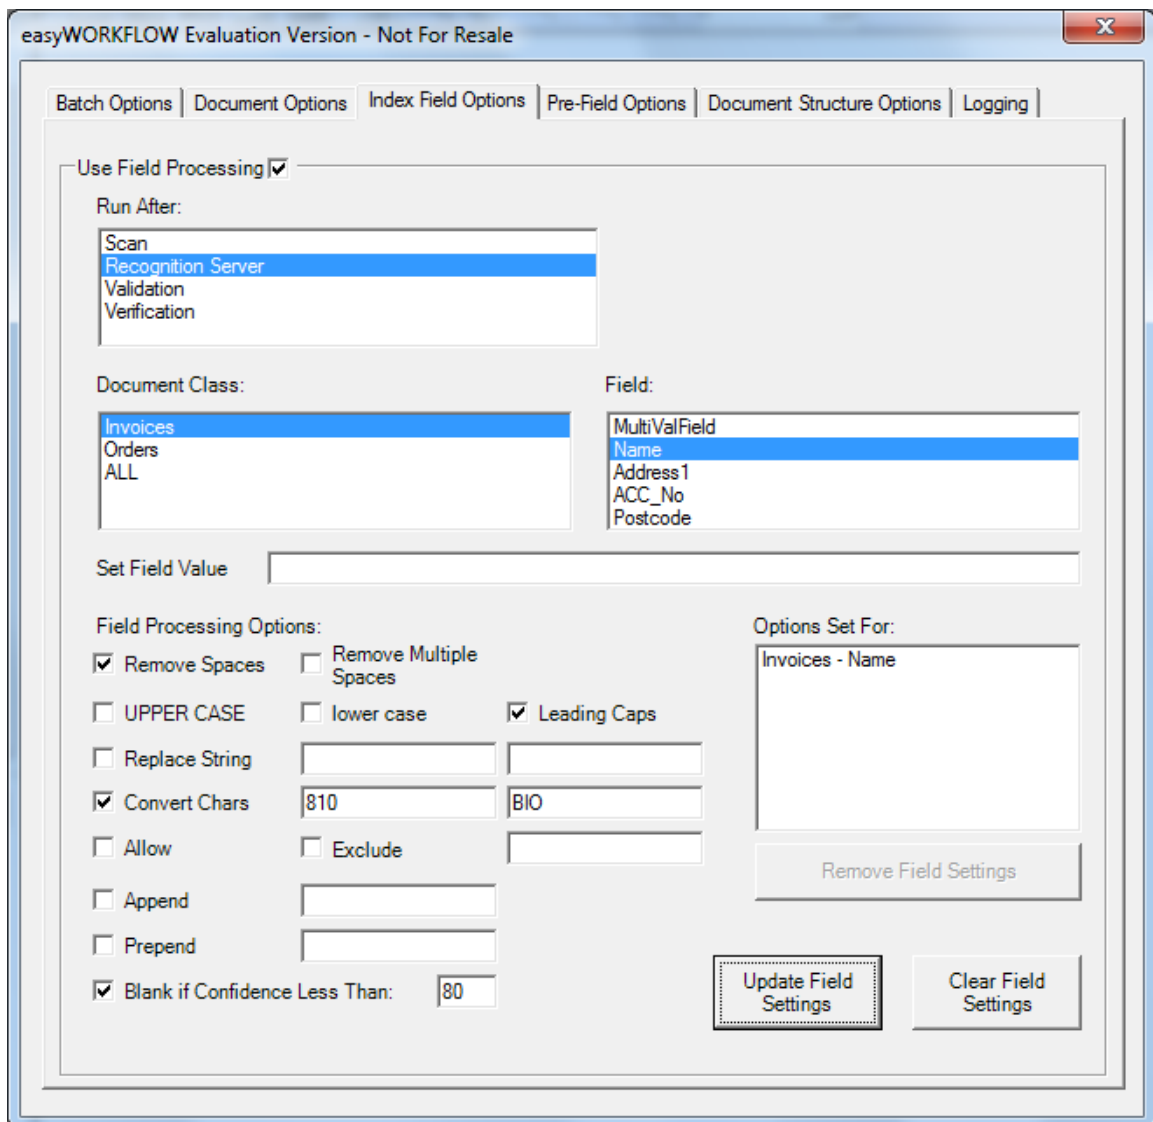 easyWORKFLOW Evaluation Version - Not For Resale
X
Batch Options Document Options Index Field Options Pre-Field Options Document Structure Options Logging
Use Field Processing
Run After:
Scan
Recognition Server
Validation
Verification
Document Class:
Invoices
Orders
ALL
Field:
MultiValField
Name
Address1
ACC_No
Postcode
Set Field Value
Field Processing Options:
Remove Spaces
Remove Multiple
Spaces
UPPER CASE
lower case
Leading Caps
Replace String
Convert Chars
810
BIO
Allow
Exclude
Append
Prepend
Blank if Confidence Less Than:
80
Options Set For:
Invoices - Name
Remove Field Settings
Update Field
Settings
Clear Field
Settings